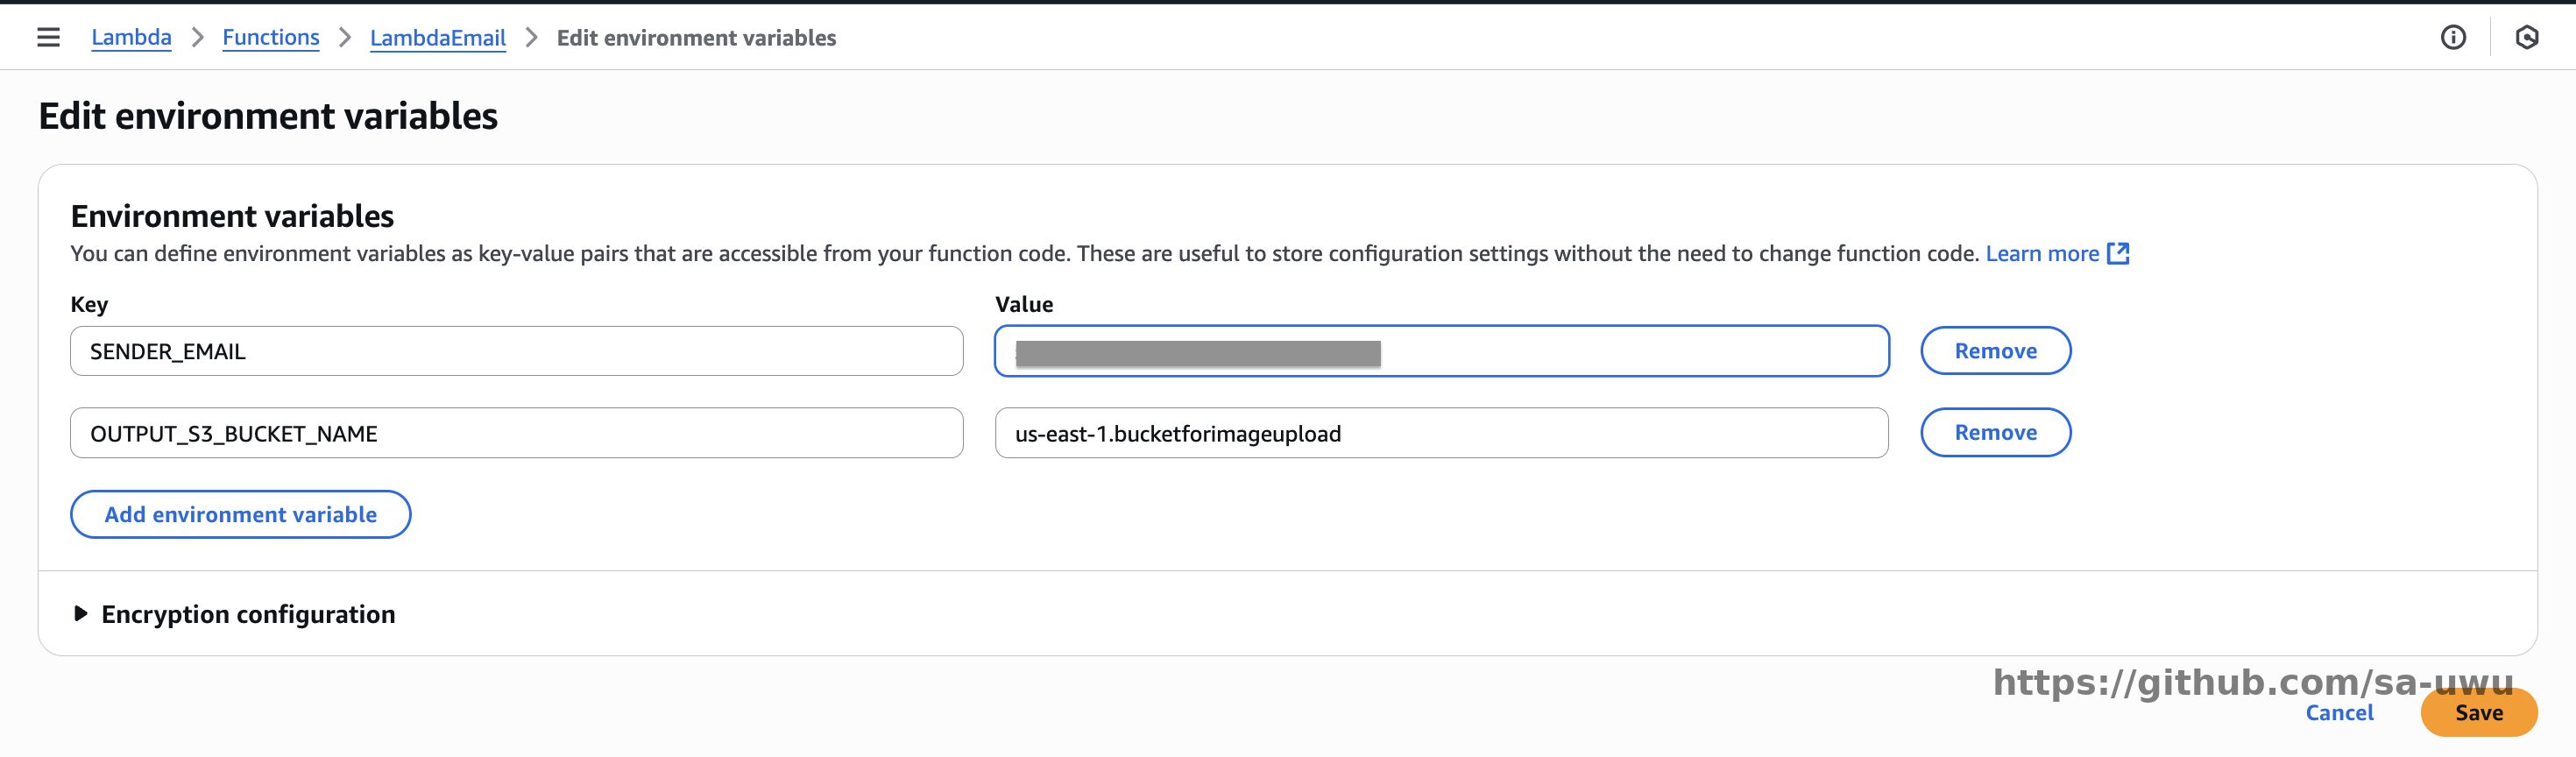 Lambda > Functions > LambdaEmail > Edit environment variables
Edit environment variables
Environment variables
You can define environment variables as key-value pairs that are accessible from your function code. These are useful to store configuration settings without the need to change function code. Learn more
Key Value
SENDER_EMAIL Remove
OUTPUT_S3_BUCKET_NAME us-east-1.bucketforimageupload Remove
Add environment variable
Encryption configuration
https://github.com/sa-uwu
Cancel Save